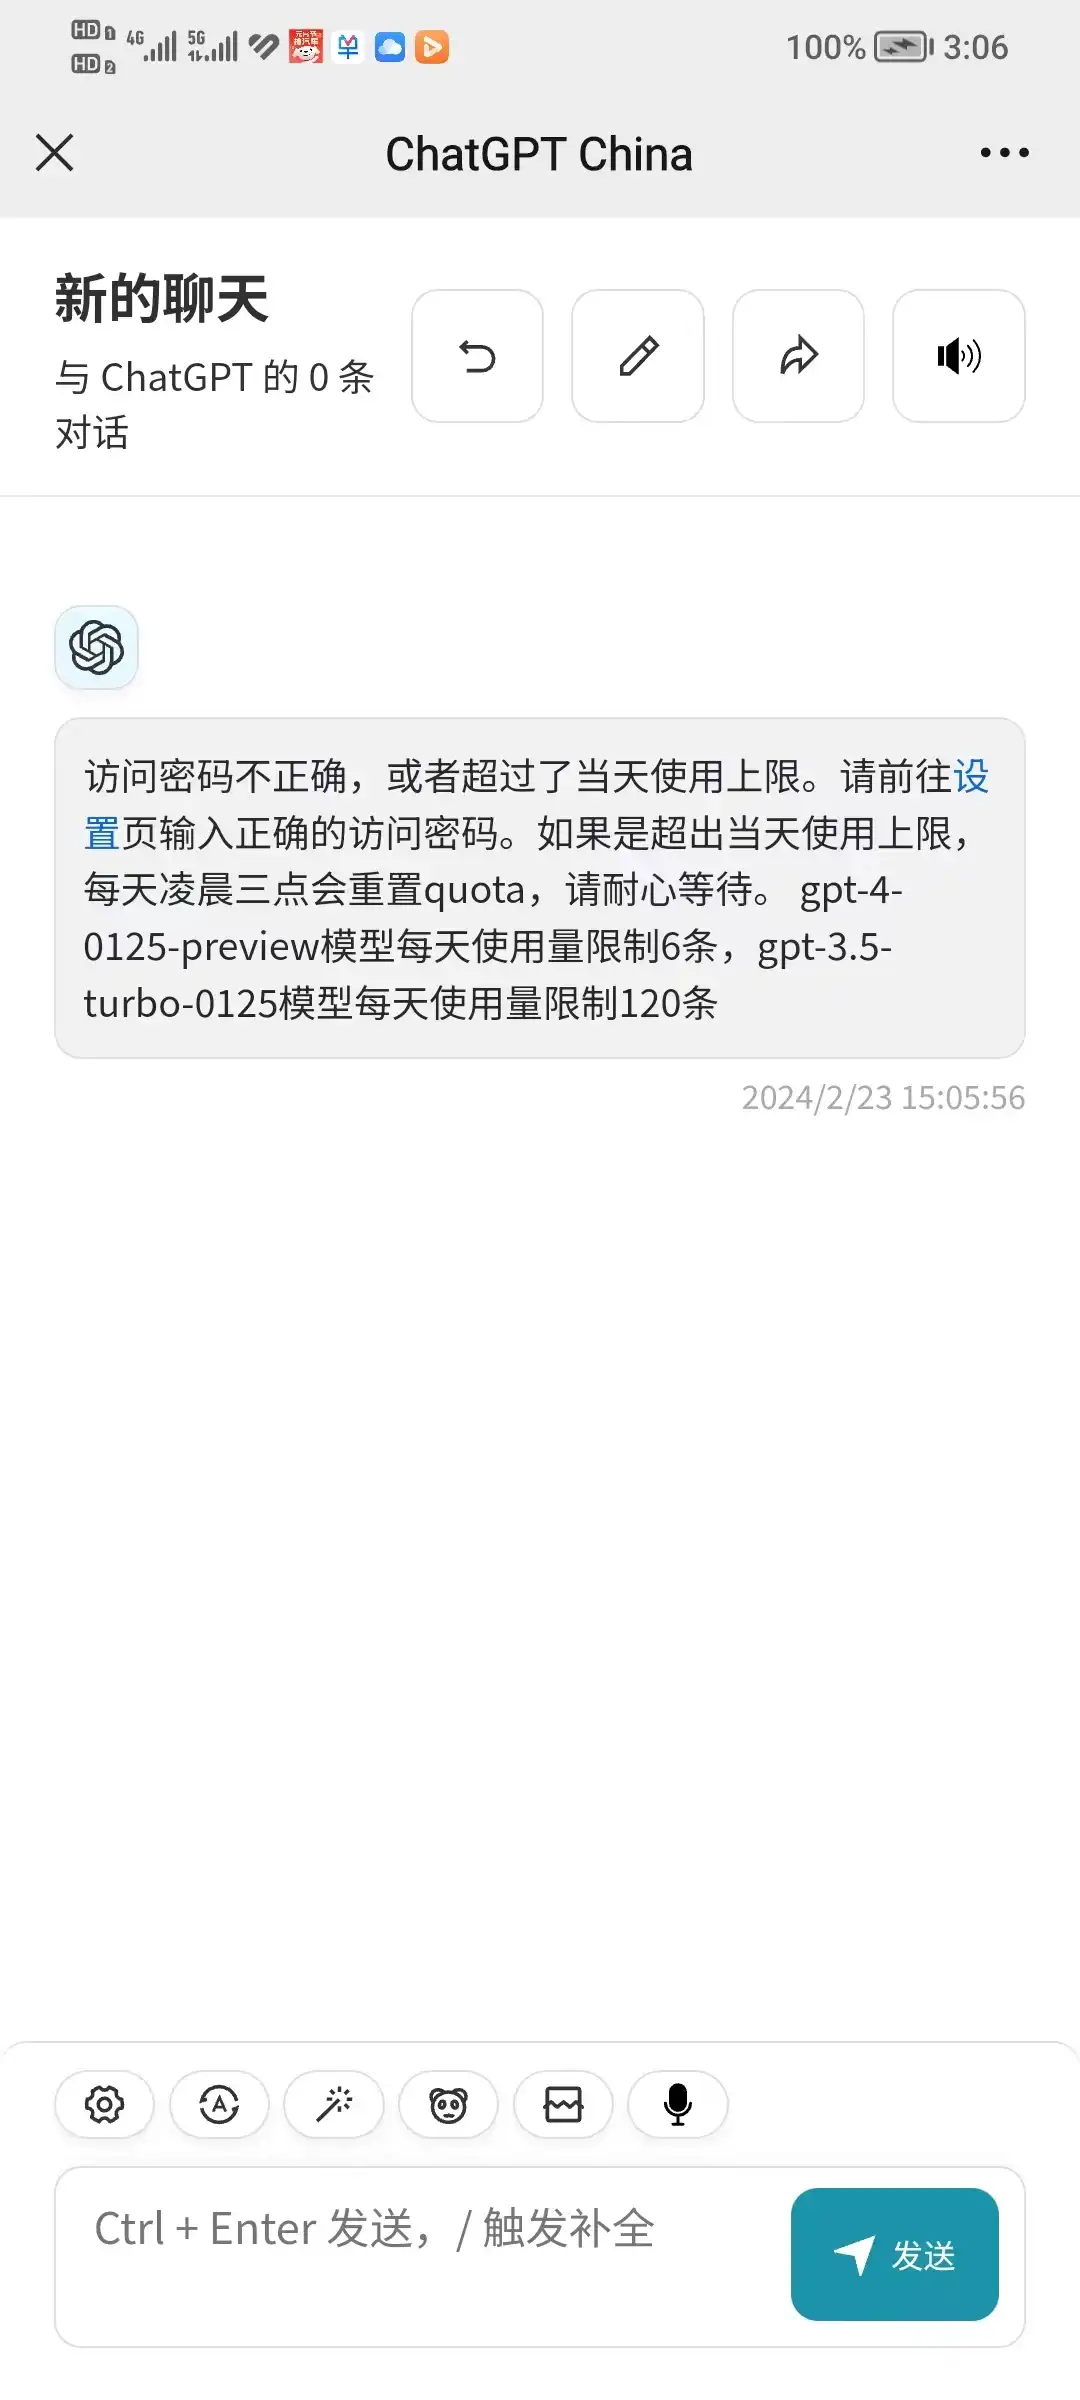 HD 1 4G 5G 100% 3:06
HD 2
ChatGPT China
新的聊天
与 ChatGPT 的 0 条
对话
访问密码不正确，或者超过了当天使用上限。请前往设
置页输入正确的访问密码。如果是超出当天使用上限，
每天凌晨三点会重置quota，请耐心等待。 gpt-4-
0125-preview模型每天使用量限制6条，gpt-3.5-
turbo-0125模型每天使用量限制120条
2024/2/23 15:05:56
Ctrl + Enter 发送，/ 触发补全
发送